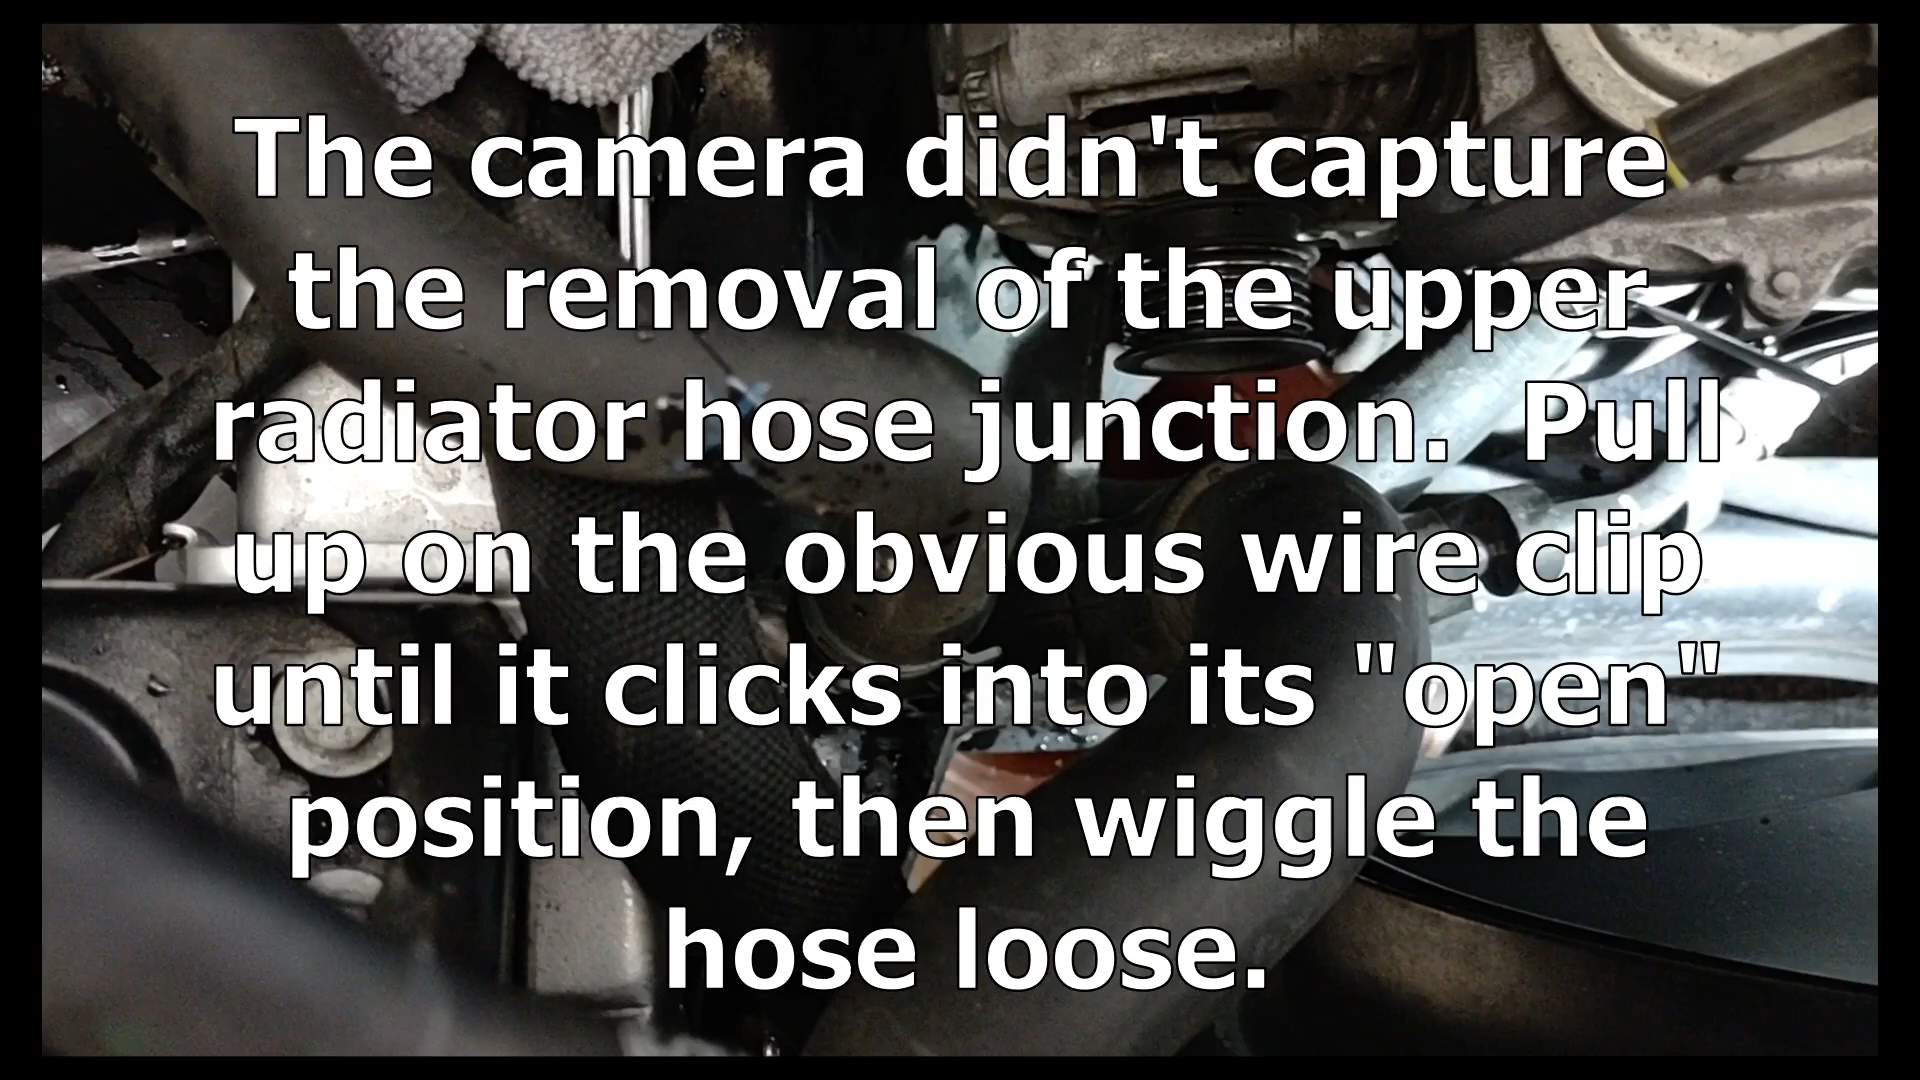 The camera didn't capture
the removal of the upper
radiator hose junction.  Pull
up on the obvious wire clip
until it clicks into its "open"
position, then wiggle the
hose loose.